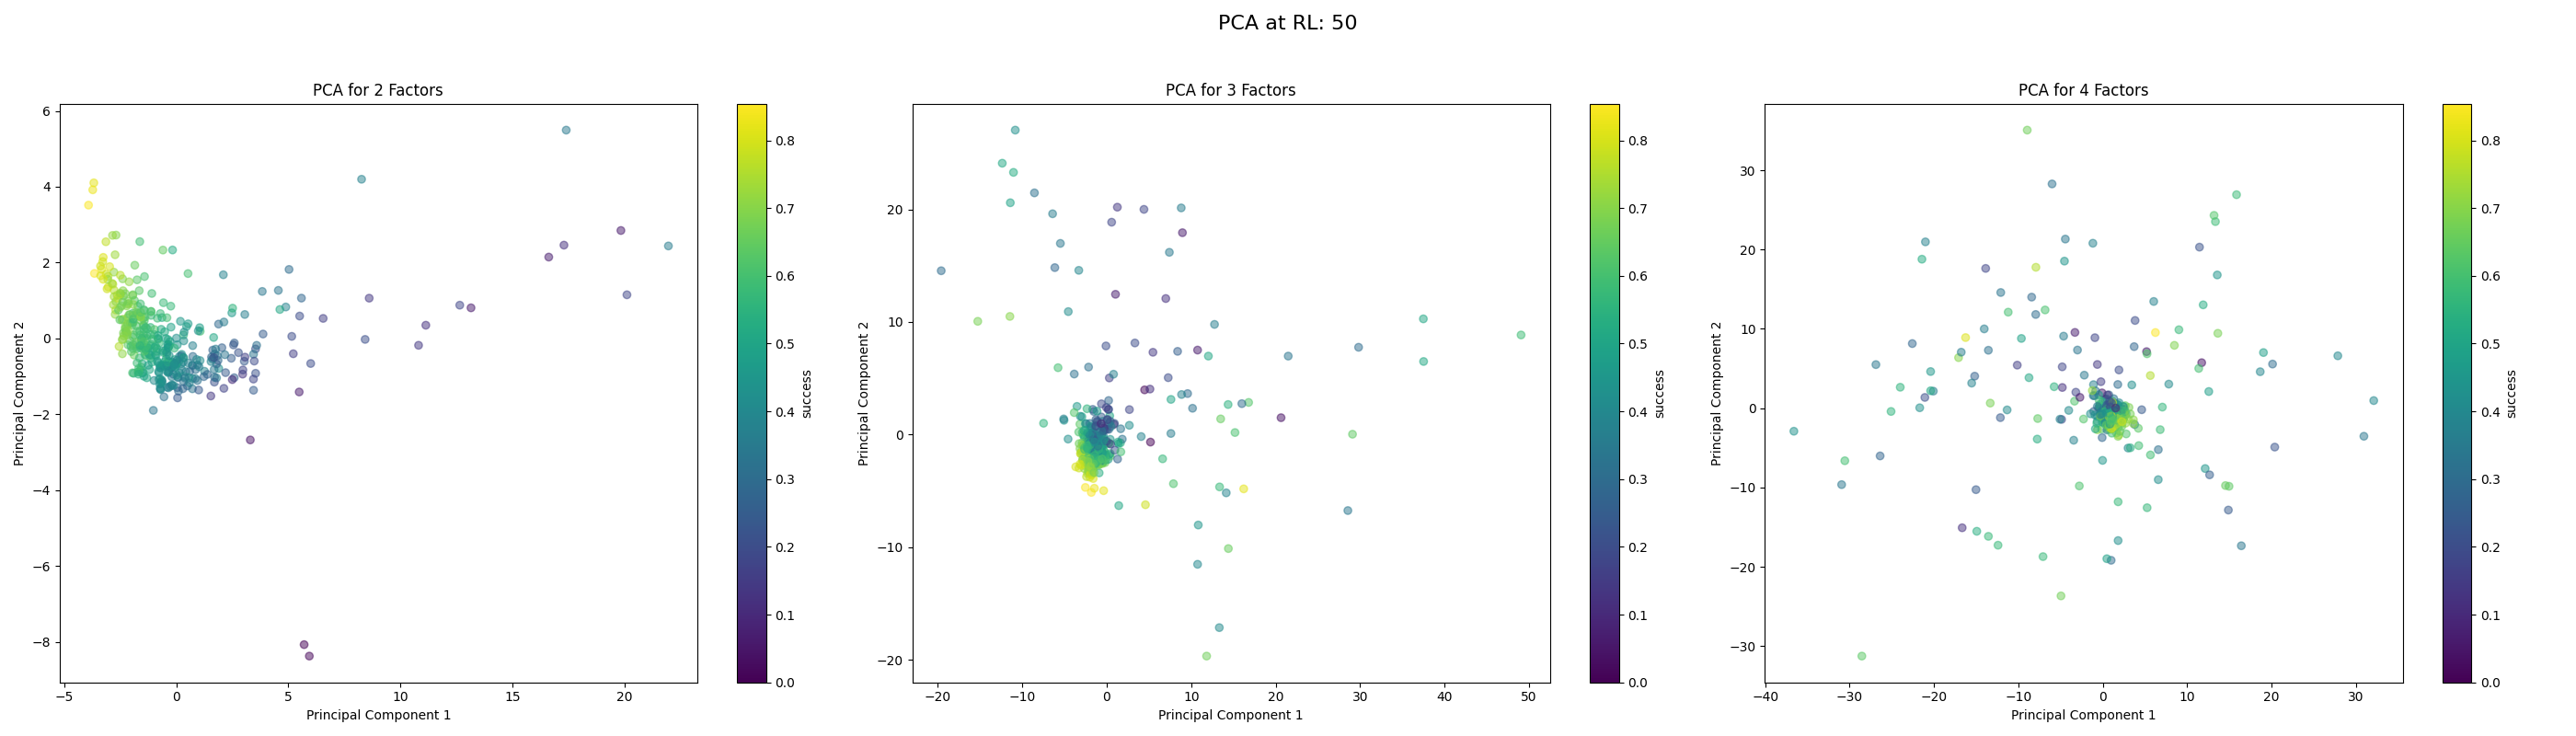 PCA at RL: 50
PCA for 2 Factors
6
4
2
0
−2
−4
−6
−8
Principal Component 2
−5 0 5 10 15 20
Principal Component 1
0.8
0.7
0.6
0.5
0.4
0.3
0.2
0.1
0.0
success
PCA for 3 Factors
20
10
0
−10
−20
Principal Component 2
−20 −10 0 10 20 30 40 50
Principal Component 1
0.8
0.7
0.6
0.5
0.4
0.3
0.2
0.1
0.0
success
PCA for 4 Factors
30
20
10
0
−10
−20
−30
Principal Component 2
−40 −30 −20 −10 0 10 20 30
Principal Component 1
0.8
0.7
0.6
0.5
0.4
0.3
0.2
0.1
0.0
success